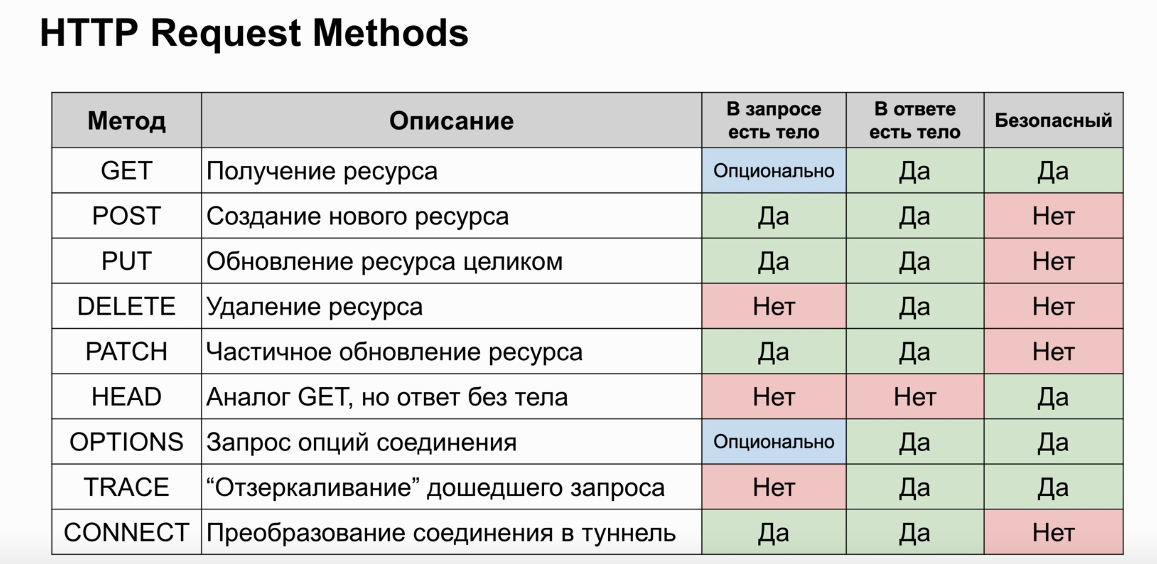 HTTP Request Methods
Метод Описание В запросе есть тело В ответе есть тело Безопасный
GET Получение ресурса Опционально Да Да
POST Создание нового ресурса Да Да Нет
PUT Обновление ресурса целиком Да Да Нет
DELETE Удаление ресурса Нет Да Нет
PATCH Частичное обновление ресурса Да Да Нет
HEAD Аналог GET, но ответ без тела Нет Нет Да
OPTIONS Запрос опций соединения Опционально Да Да
TRACE “Отзеркаливание” дошедшего запроса Нет Да Да
CONNECT Преобразование соединения в туннель Да Да Нет